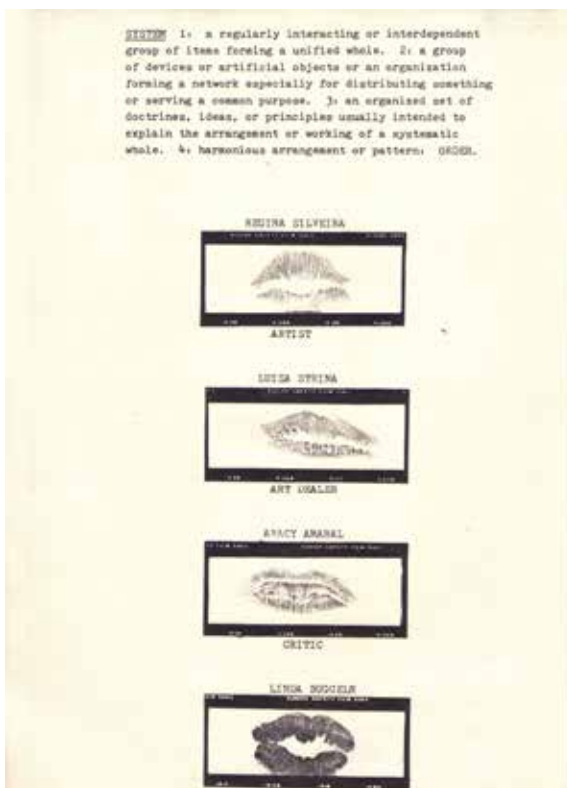 SYSTEM 1: a regularly interacting or interdependent
group of items forming a unified whole. 2: a group
of devices or artificial objects or an organization
forming a network especially for distributing something
or serving a common purpose. 3: an organized set of
doctrines, ideas, or principles usually intended to
explain the arrangement or working of a systematic
whole. 4: harmonious arrangement or pattern: ORDER.
REGINA SILVEIRA
ARTIST
LUISA STRINA
ART DEALER
ARACY AMARAL
CRITIC
LINDA